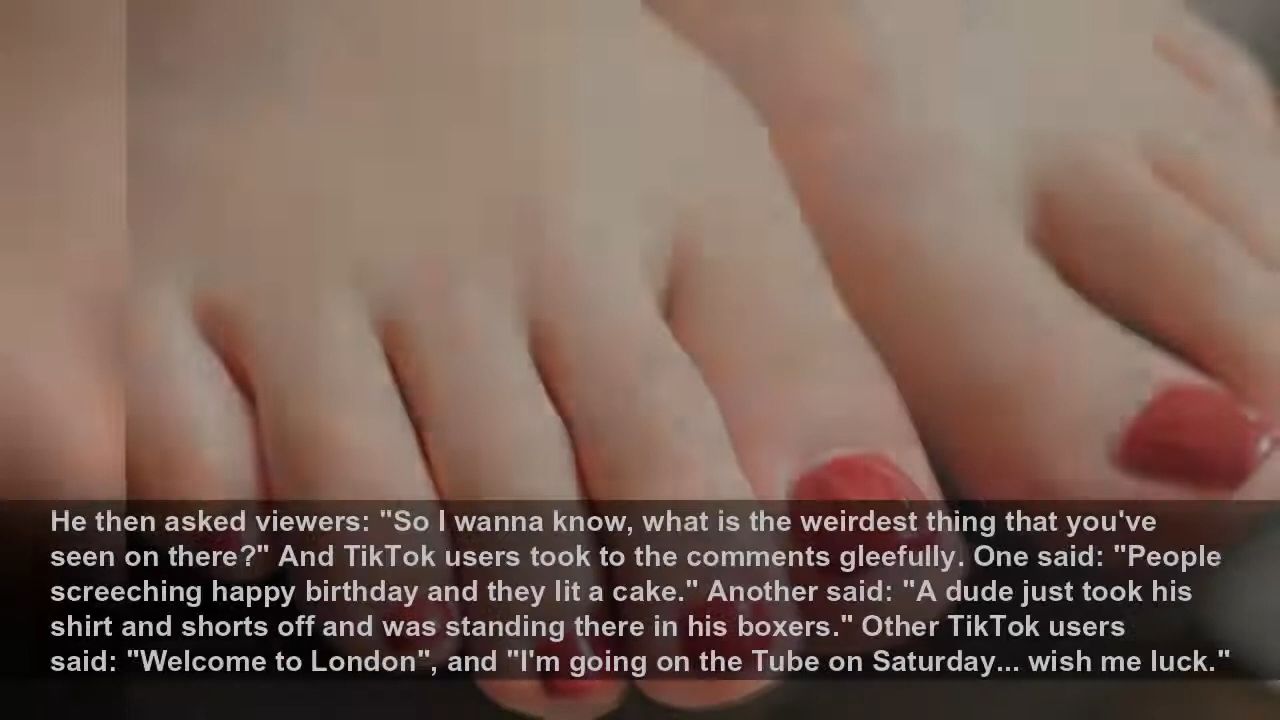 He then asked viewers: "So I wanna know, what is the weirdest thing that you've
seen on there?" And TikTok users took to the comments gleefully. One said: "People
screeching happy birthday and they lit a cake." Another said: "A dude just took his
shirt and shorts off and was standing there in his boxers." Other TikTok users
said: "Welcome to London", and "I'm going on the Tube on Saturday... wish me luck."